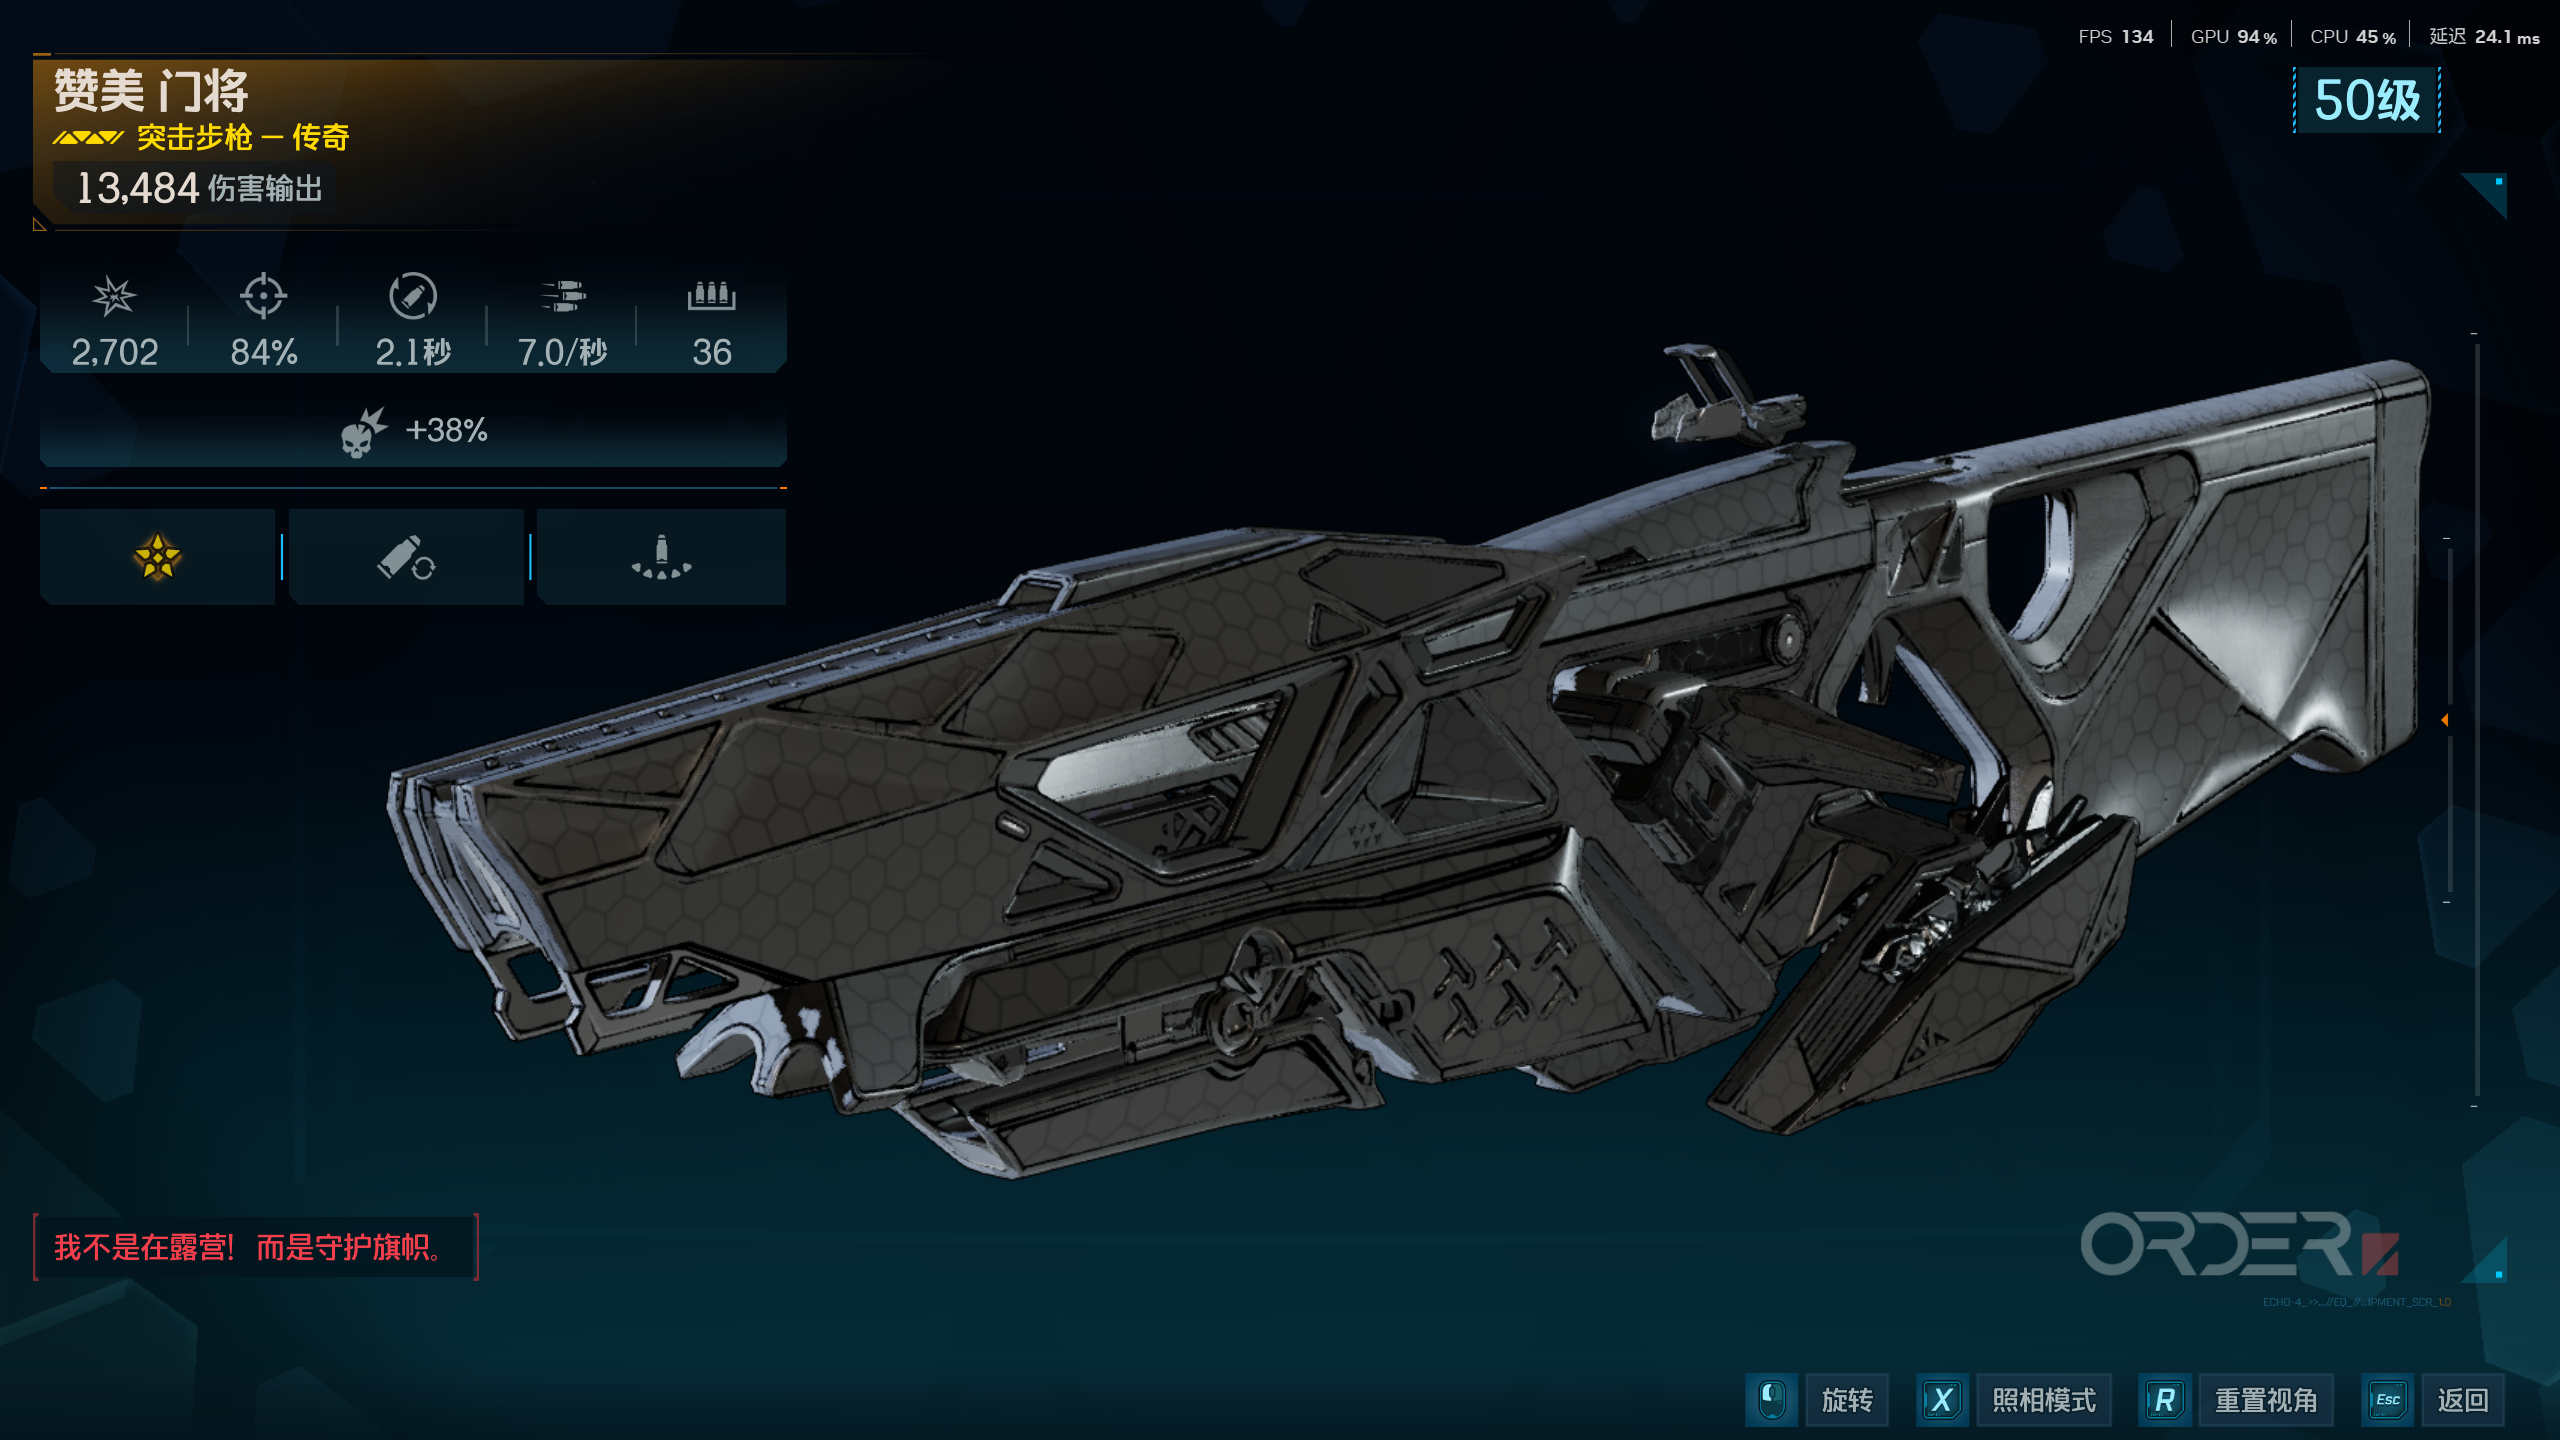 FPS 134 GPU 94 % CPU 45 % 延迟 24.1 ms
赞美 门将
50级
突击步枪 – 传奇
13,484 伤害输出
2,702 84% 2.1秒 7.0/秒 36
+38%
我不是在露营! 而是守护旗帜。
ORDER
旋转 X 照相模式 R 重置视角 Esc 返回